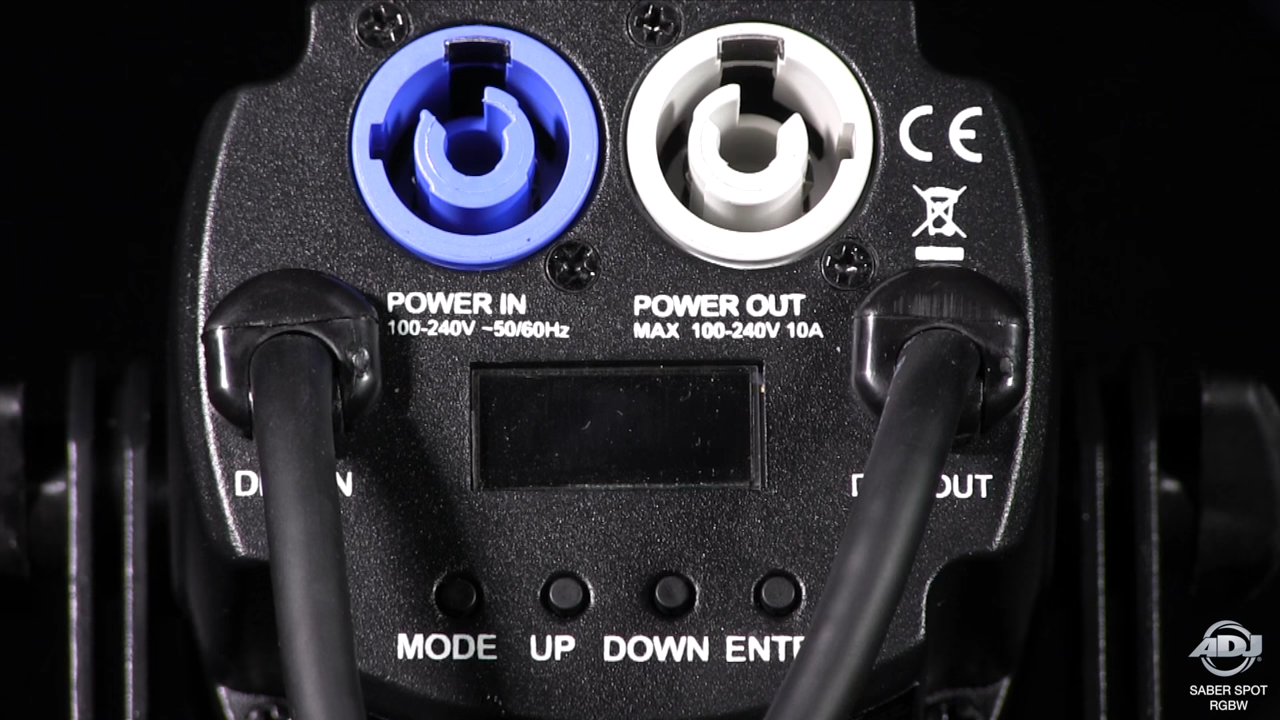 CE
POWER IN
100-240V ~50/60Hz
POWER OUT
MAX 100-240V 10A
OUT
MODE UP DOWN
ADJ
SABER SPOT
RGBW